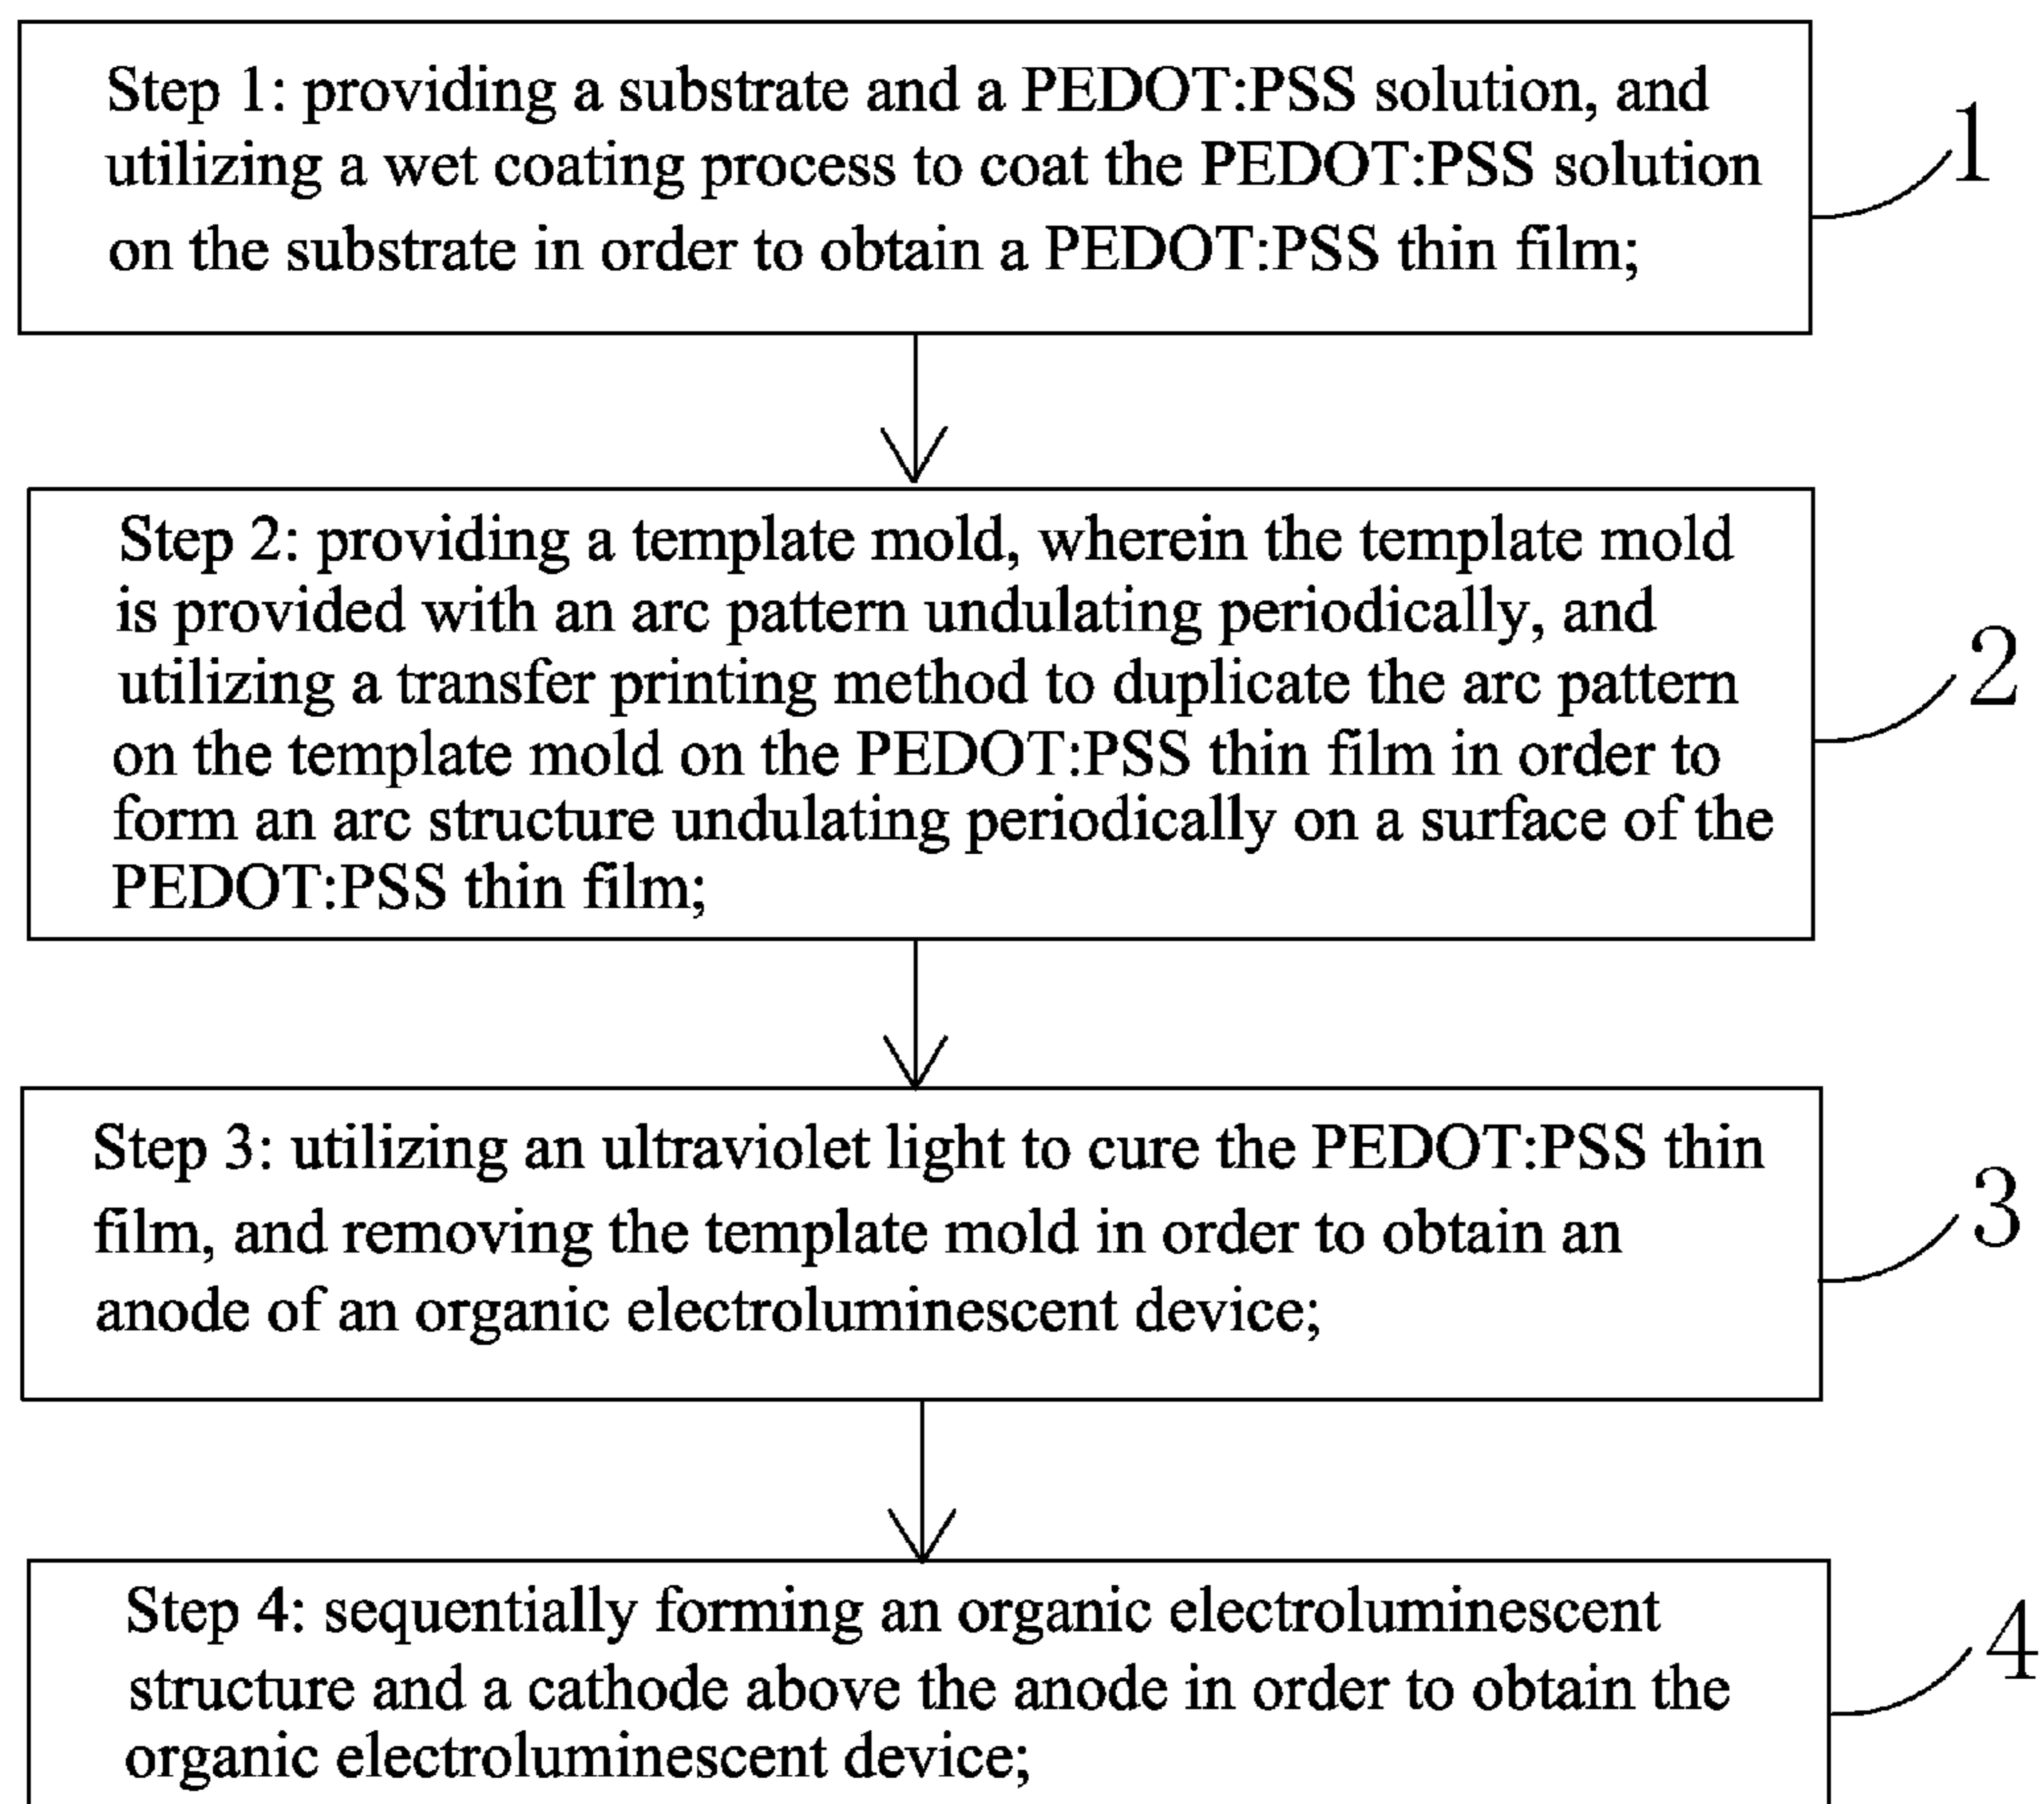 Step 1: providing a substrate and a PEDOT:PSS solution, and
utilizing a wet coating process to coat the PEDOT:PSS solution
on the substrate in order to obtain a PEDOT:PSS thin film;
1
Step 2: providing a template mold, wherein the template mold
is provided with an arc pattern undulating periodically, and
utilizing a transfer printing method to duplicate the arc pattern
on the template mold on the PEDOT:PSS thin film in order to
form an arc structure undulating periodically on a surface of the
PEDOT:PSS thin film;
2
Step 3: utilizing an ultraviolet light to cure the PEDOT:PSS thin
film, and removing the template mold in order to obtain an
anode of an organic electroluminescent device;
3
Step 4: sequentially forming an organic electroluminescent
structure and a cathode above the anode in order to obtain the
organic electroluminescent device;
4